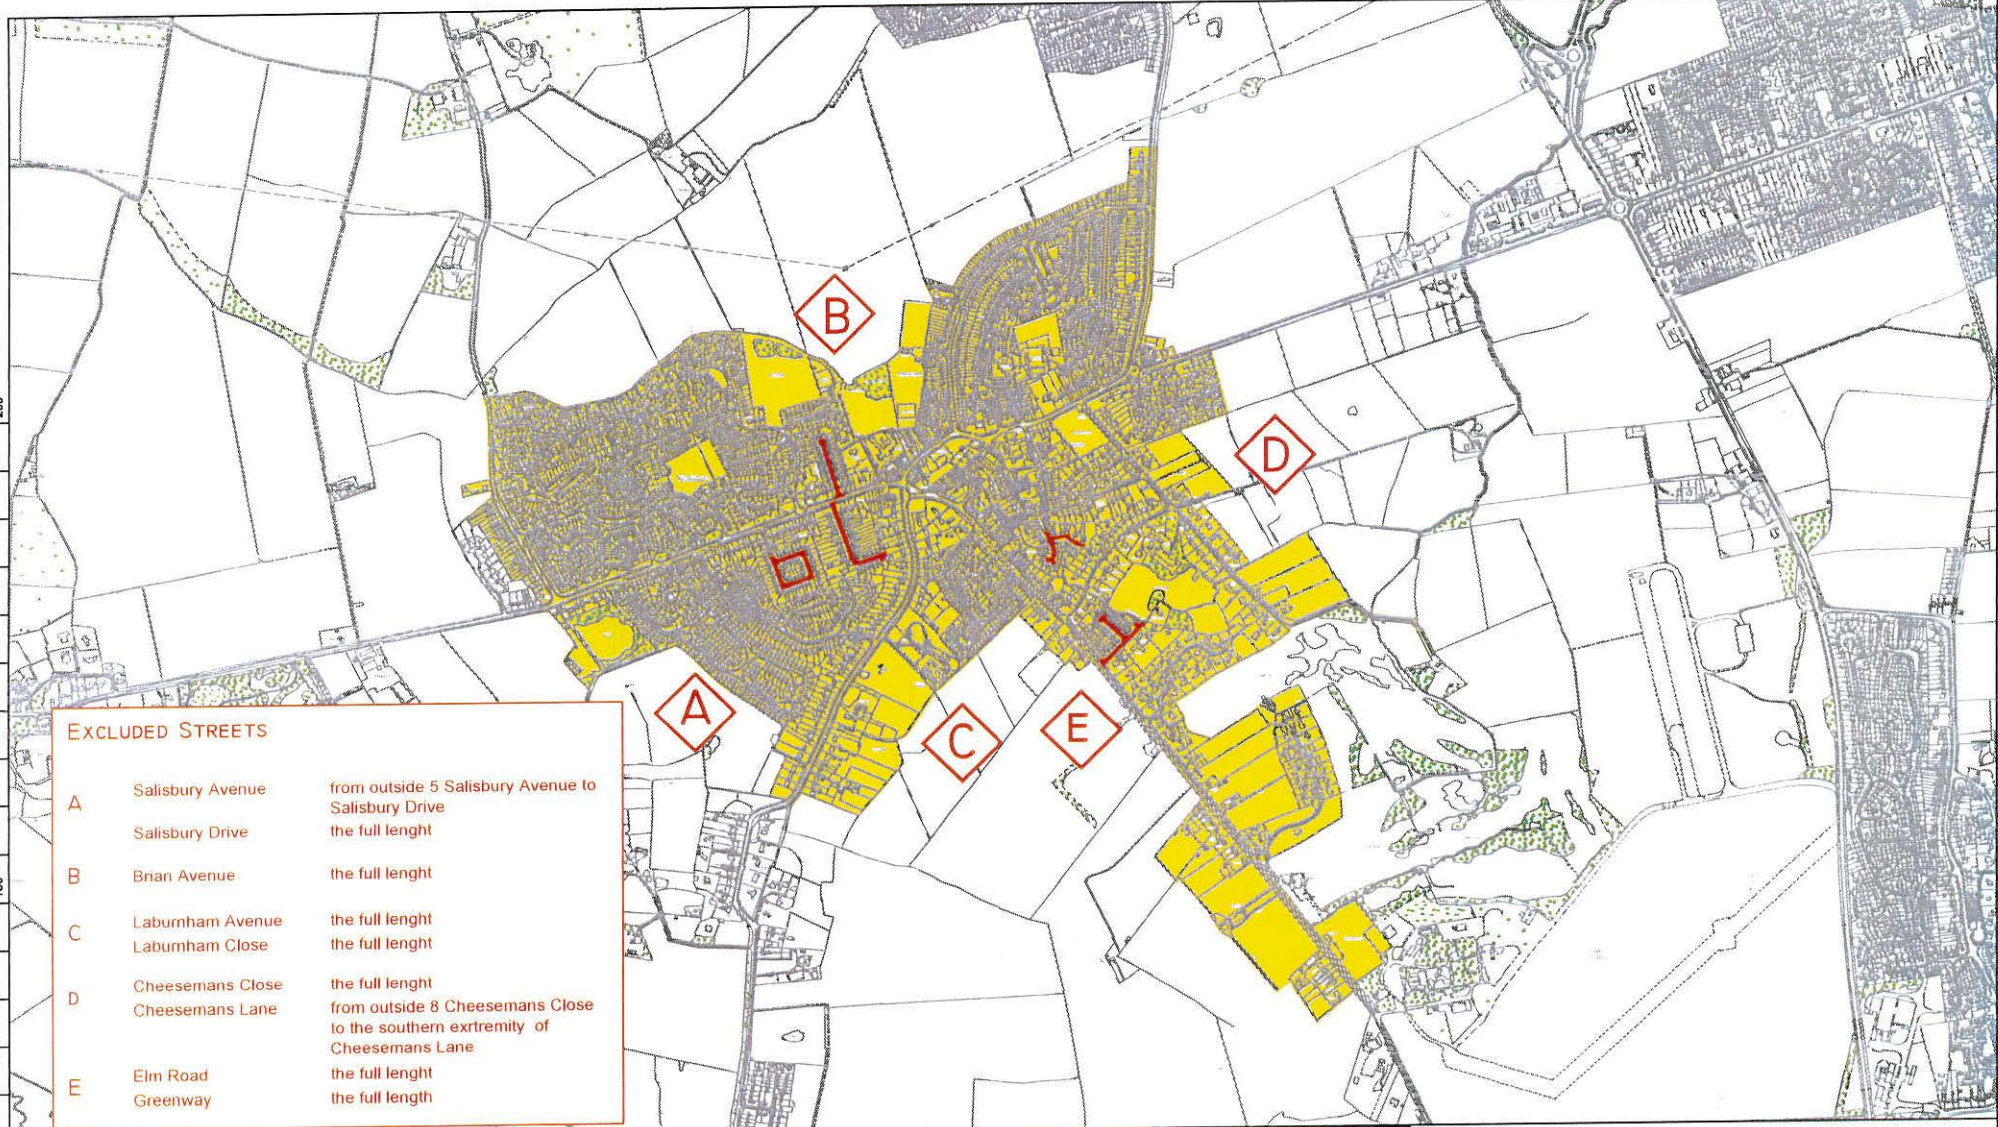 B
D
A
C
E
EXCLUDED STREETS
A Salisbury Avenue from outside 5 Salisbury Avenue to
Salisbury Drive
Salisbury Drive the full lenght
B Brian Avenue the full lenght
C Laburnham Avenue the full lenght
Laburnham Close the full lenght
D Cheesemans Close the full lenght
Cheesemans Lane from outside 8 Cheesemans Close
to the southern exrtremity of
Cheesemans Lane
E Elm Road the full lenght
Greenway the full length